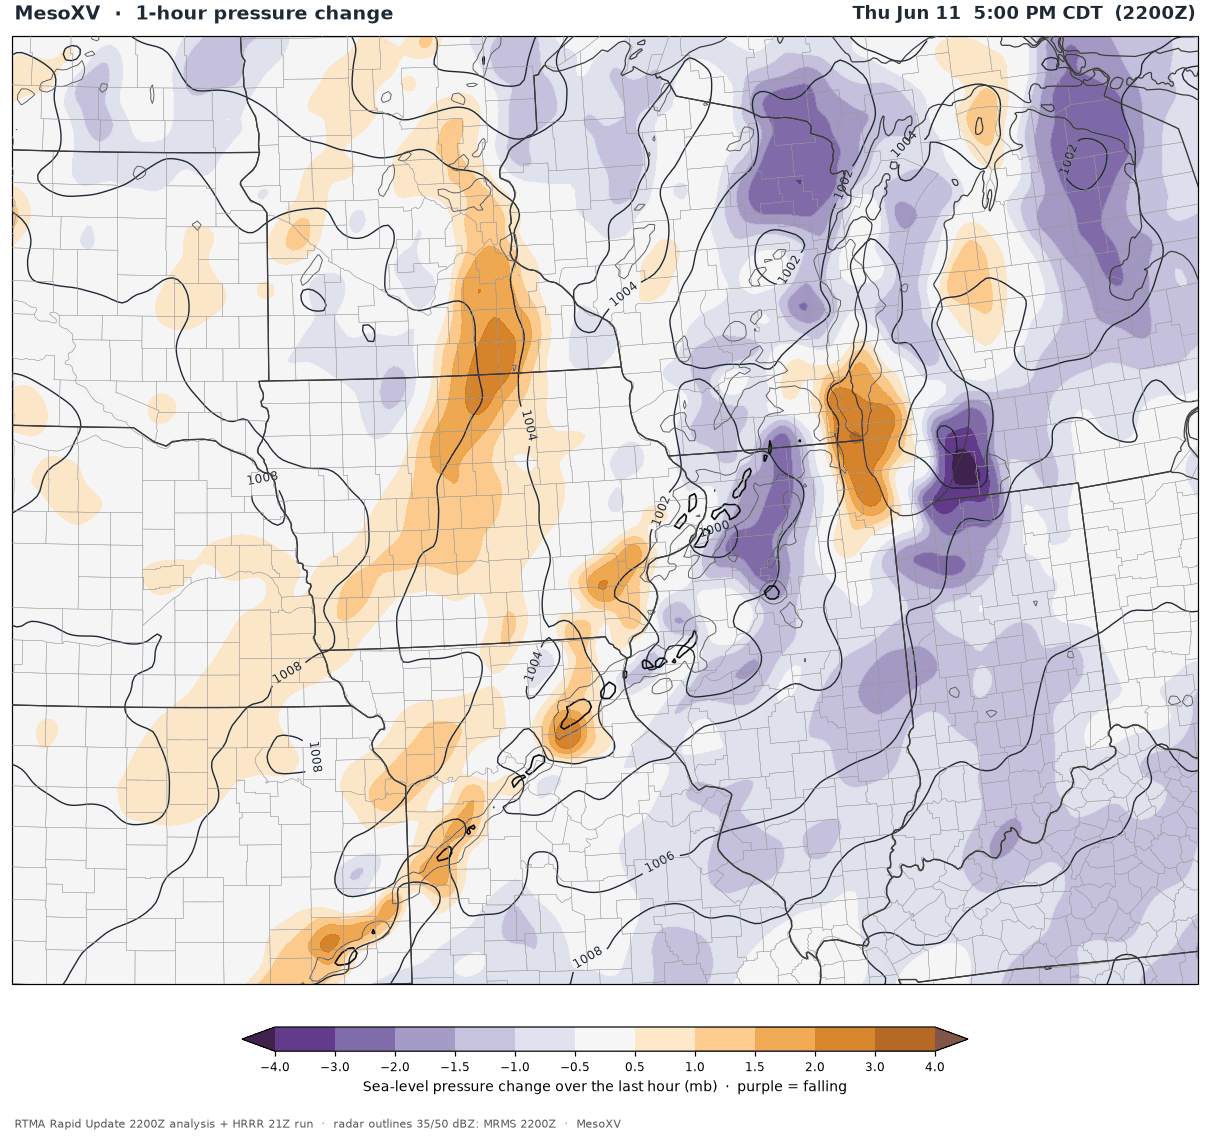 MesoXV · 1-hour pressure change
Thu Jun 11 5:00 PM CDT (2200Z)
1004
1002
1002
1002
1004
1004
1008
1002
1000
1004
1008
1008
1006
1008
−4.0 −3.0 −2.0 −1.5 −1.0 −0.5 0.5 1.0 1.5 2.0 3.0 4.0
Sea-level pressure change over the last hour (mb) · purple = falling
RTMA Rapid Update 2200Z analysis + HRRR 21Z run · radar outlines 35/50 dBZ: MRMS 2200Z · MesoXV